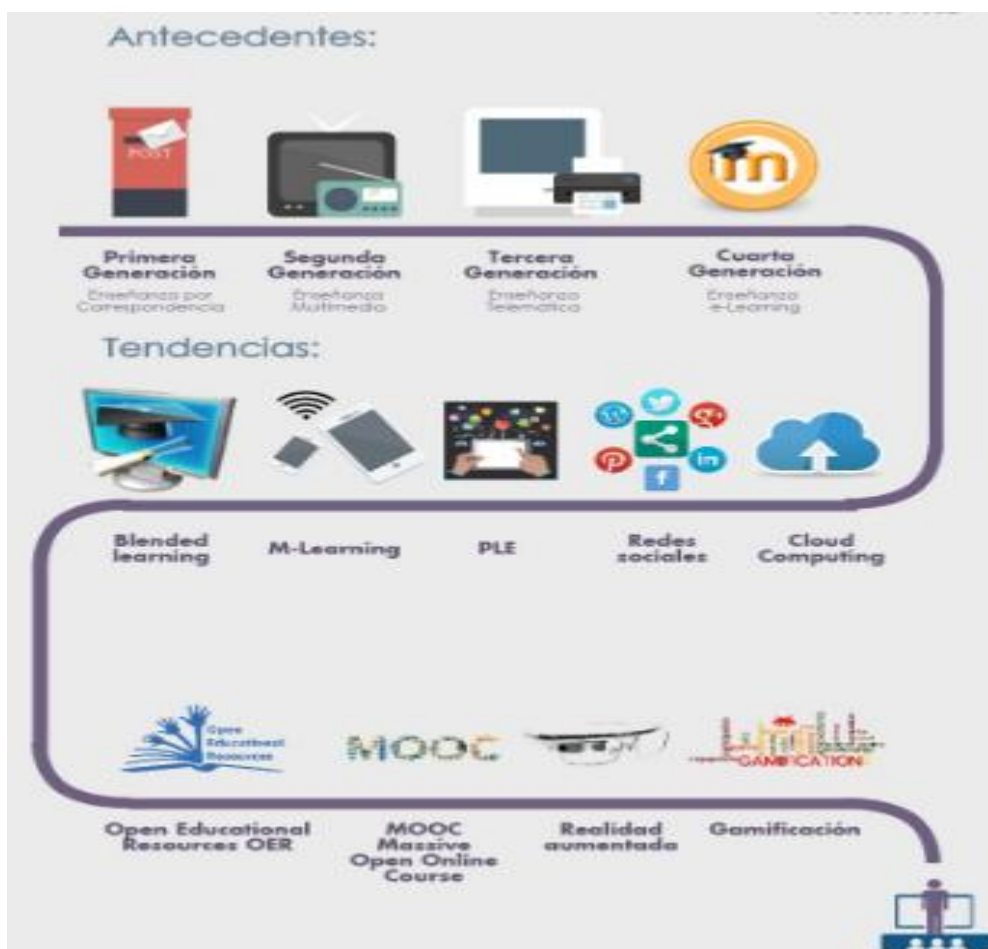 Antecedentes:
POST
m
Primera
Generación
Segunda
Generación
Tercera
Generación
Cuarta
Generación
Enseñanza por
Correspondencia
Enseñanza
Multimedia
Enseñanza
Telematica
Enseñanza
e-Learning
Tendencias:
in
f
Blended
learning
M-Learning
PLE
Redes
sociales
Cloud
Computing
Open
Educational
Resources
MOOC
GAMIFICATION
Open Educational
Resources OER
MOOC
Massive
Open Online
Course
Realidad
aumentada
Gamificación